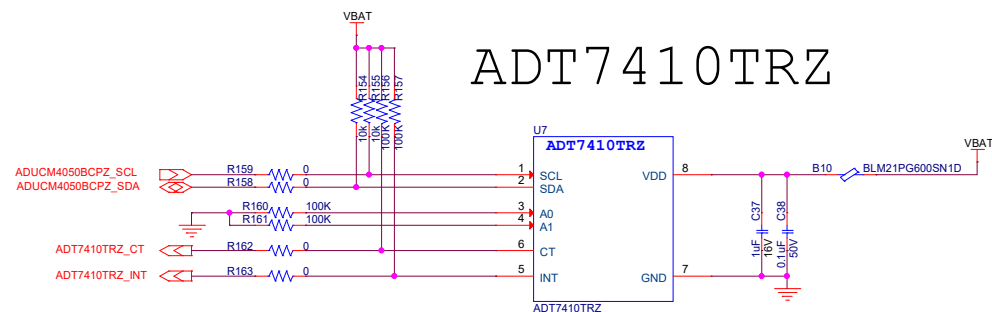 VBAT
ADT7410TRZ
R154
R155
R156
R157
10k
10k
100K
100K
U7
ADT7410TRZ
VBAT
ADUCM4050BCPZ_SCL
R159
0
1
SCL
VDD
8
B10
BLM21PG600SN1D
ADUCM4050BCPZ_SDA
R158
0
2
SDA
R160
100K
3
A0
R161
100K
4
A1
C37
1uF
16V
C38
0.1uF
50V
ADT7410TRZ_CT
R162
0
6
CT
ADT7410TRZ_INT
R163
0
5
INT
GND
7
ADT7410TRZ